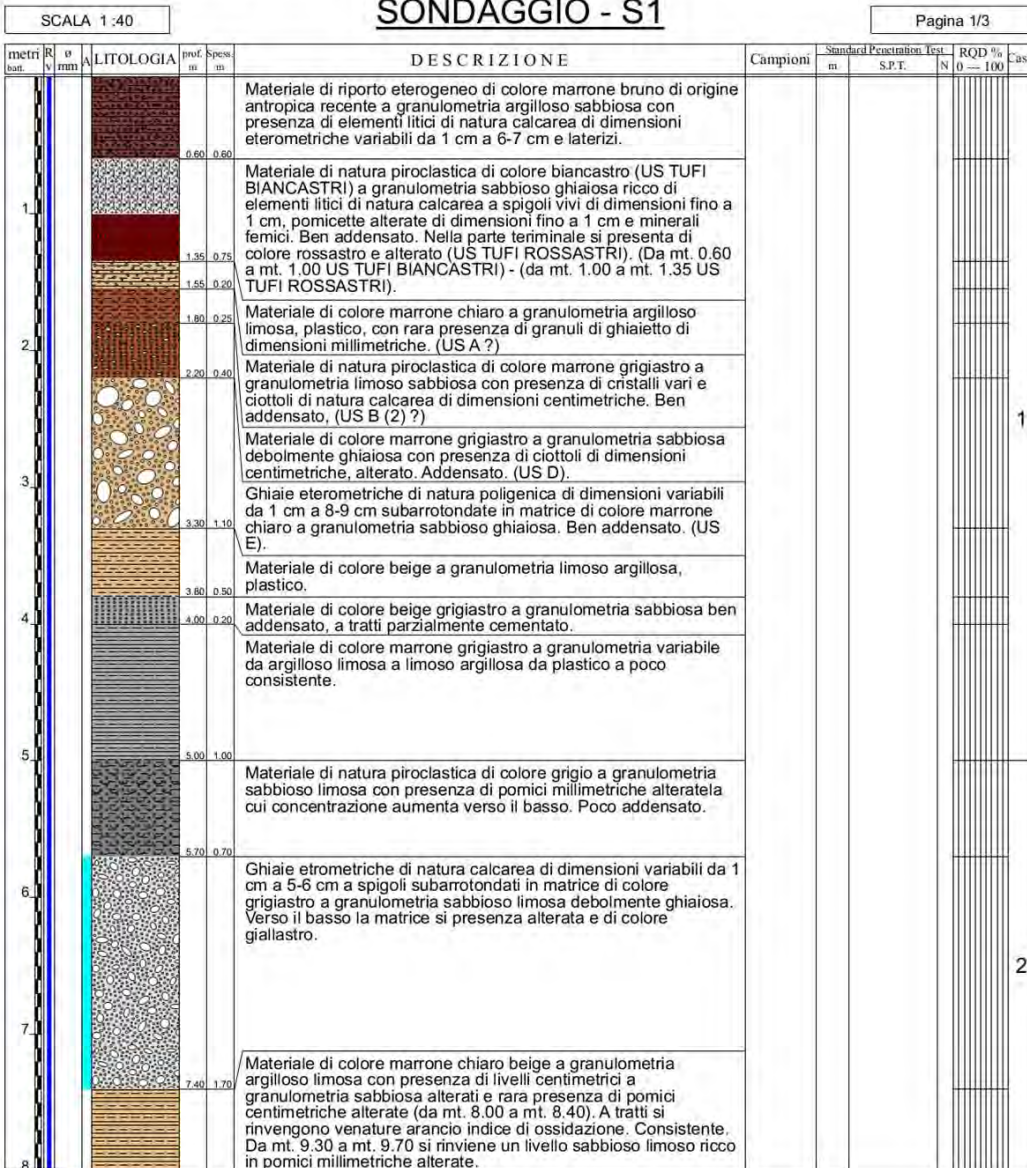 SCALA 1:40
SONDAGGIO - S1
Pagina 1/3
metri batt. R v ø mm A LITOLOGIA prof. m Spess. m DESCRIZIONE Campioni Standard Penetration Test m S.P.T. N RQD % 0 — 100 Cas
Materiale di riporto eterogeneo di colore marrone bruno di origine
antropica recente a granulometria argilloso sabbiosa con
presenza di elementi litici di natura calcarea di dimensioni
eterometriche variabili da 1 cm a 6-7 cm e laterizi.
0.60 0.60
Materiale di natura piroclastica di colore biancastro (US TUFI
BIANCASTRI) a granulometria sabbioso ghiaiosa ricco di
elementi litici di natura calcarea a spigoli vivi di dimensioni fino a
1 cm, pomicette alterate di dimensioni fino a 1 cm e minerali
femici. Ben addensato. Nella parte teriminale si presenta di
colore rossastro e alterato (US TUFI ROSSASTRI). (Da mt. 0.60
a mt. 1.00 US TUFI BIANCASTRI) - (da mt. 1.00 a mt. 1.35 US
TUFI ROSSASTRI).
1
1.35 0.75
1.55 0.20
Materiale di colore marrone chiaro a granulometria argilloso
limosa, plastico, con rara presenza di granuli di ghiaietto di
dimensioni millimetriche. (US A ?)
1.80 0.25
2
Materiale di natura piroclastica di colore marrone grigiastro a
granulometria limoso sabbiosa con presenza di cristalli vari e
ciottoli di natura calcarea di dimensioni centimetriche. Ben
addensato, (US B (2) ?)
2.20 0.40
1
Materiale di colore marrone grigiastro a granulometria sabbiosa
debolmente ghiaiosa con presenza di ciottoli di dimensioni
centimetriche, alterato. Addensato. (US D).
3
Ghiaie eterometriche di natura poligenica di dimensioni variabili
da 1 cm a 8-9 cm subarrotondate in matrice di colore marrone
chiaro a granulometria sabbioso ghiaiosa. Ben addensato. (US
E).
3.30 1.10
Materiale di colore beige a granulometria limoso argillosa,
plastico.
3.80 0.50
Materiale di colore beige grigiastro a granulometria sabbiosa ben
addensato, a tratti parzialmente cementato.
4
4.00 0.20
Materiale di colore marrone grigiastro a granulometria variabile
da argilloso limosa a limoso argillosa da plastico a poco
consistente.
5
5.00 1.00
Materiale di natura piroclastica di colore grigio a granulometria
sabbioso limosa con presenza di pomici millimetriche alteratela
cui concentrazione aumenta verso il basso. Poco addensato.
5.70 0.70
Ghiaie etrometriche di natura calcarea di dimensioni variabili da 1
cm a 5-6 cm a spigoli subarrotondati in matrice di colore
grigiastro a granulometria sabbioso limosa debolmente ghiaiosa.
Verso il basso la matrice si presenza alterata e di colore
giallastro.
6
2
7
7.40 1.70
Materiale di colore marrone chiaro beige a granulometria
argilloso limosa con presenza di livelli centimetrici a
granulometria sabbiosa alterati e rara presenza di pomici
centimetriche alterate (da mt. 8.00 a mt. 8.40). A tratti si
rinvengono venature arancio indice di ossidazione. Consistente.
Da mt. 9.30 a mt. 9.70 si rinviene un livello sabbioso limoso ricco
in pomici millimetriche alterate.
8